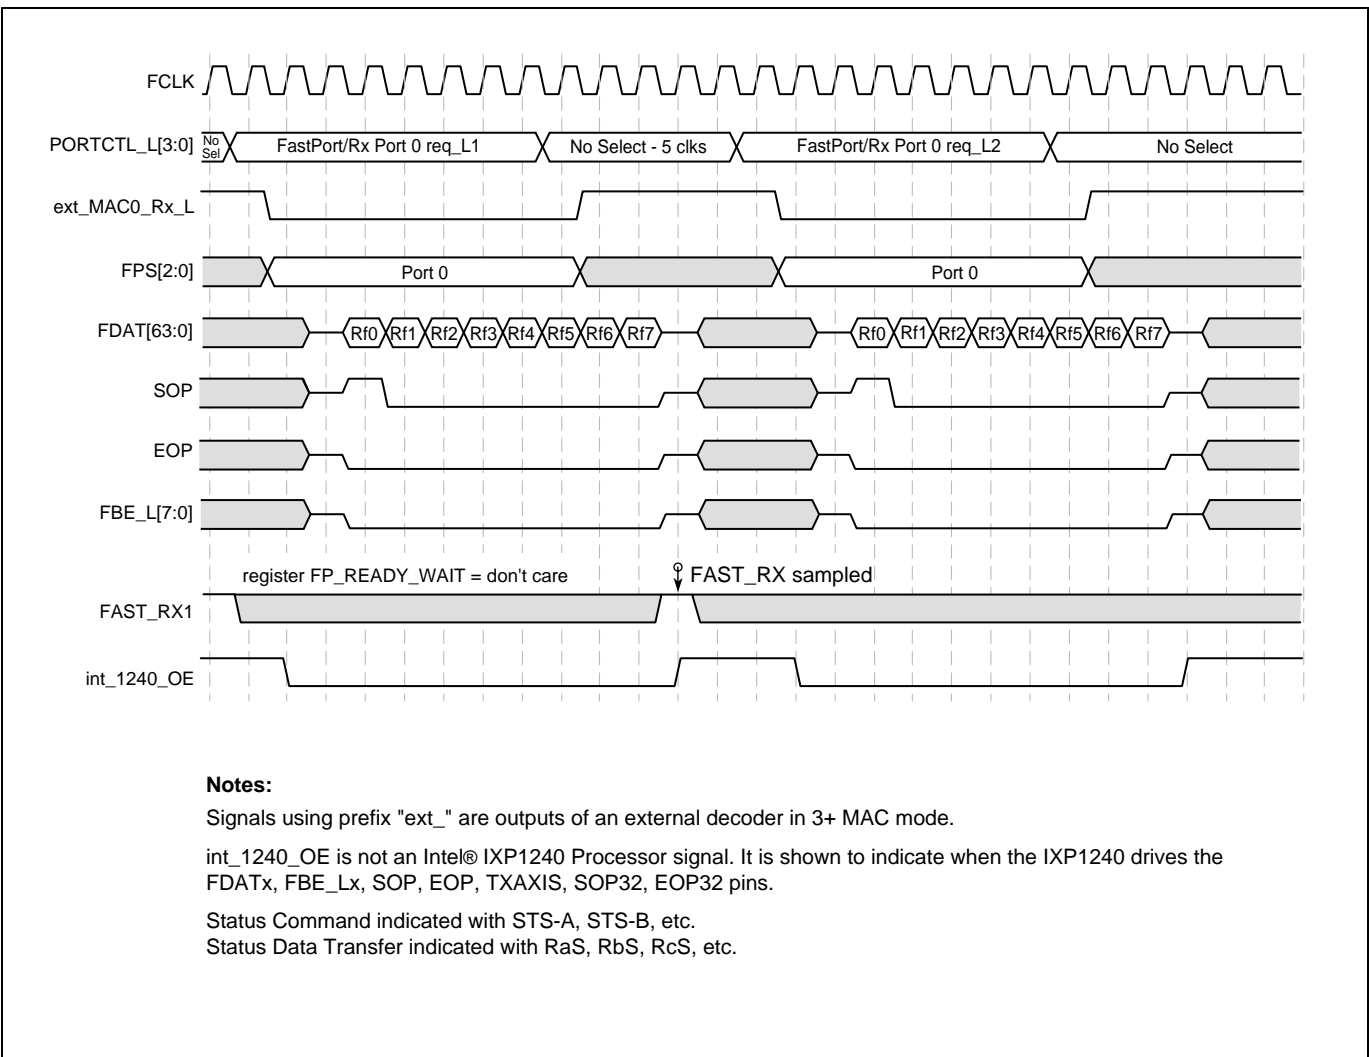 FCLK
PORTCTL_L[3:0] No Sel FastPort/Rx Port 0 req_L1 No Select - 5 clks FastPort/Rx Port 0 req_L2 No Select
ext_MAC0_Rx_L
FPS[2:0] Port 0 Port 0
FDAT[63:0] Rf0 Rf1 Rf2 Rf3 Rf4 Rf5 Rf6 Rf7 Rf0 Rf1 Rf2 Rf3 Rf4 Rf5 Rf6 Rf7
SOP
EOP
FBE_L[7:0]
register FP_READY_WAIT = don't care FAST_RX sampled
FAST_RX1
int_1240_OE
Notes:
Signals using prefix "ext_" are outputs of an external decoder in 3+ MAC mode.
int_1240_OE is not an Intel® IXP1240 Processor signal. It is shown to indicate when the IXP1240 drives the
FDATx, FBE_Lx, SOP, EOP, TXAXIS, SOP32, EOP32 pins.
Status Command indicated with STS-A, STS-B, etc.
Status Data Transfer indicated with RaS, RbS, RcS, etc.